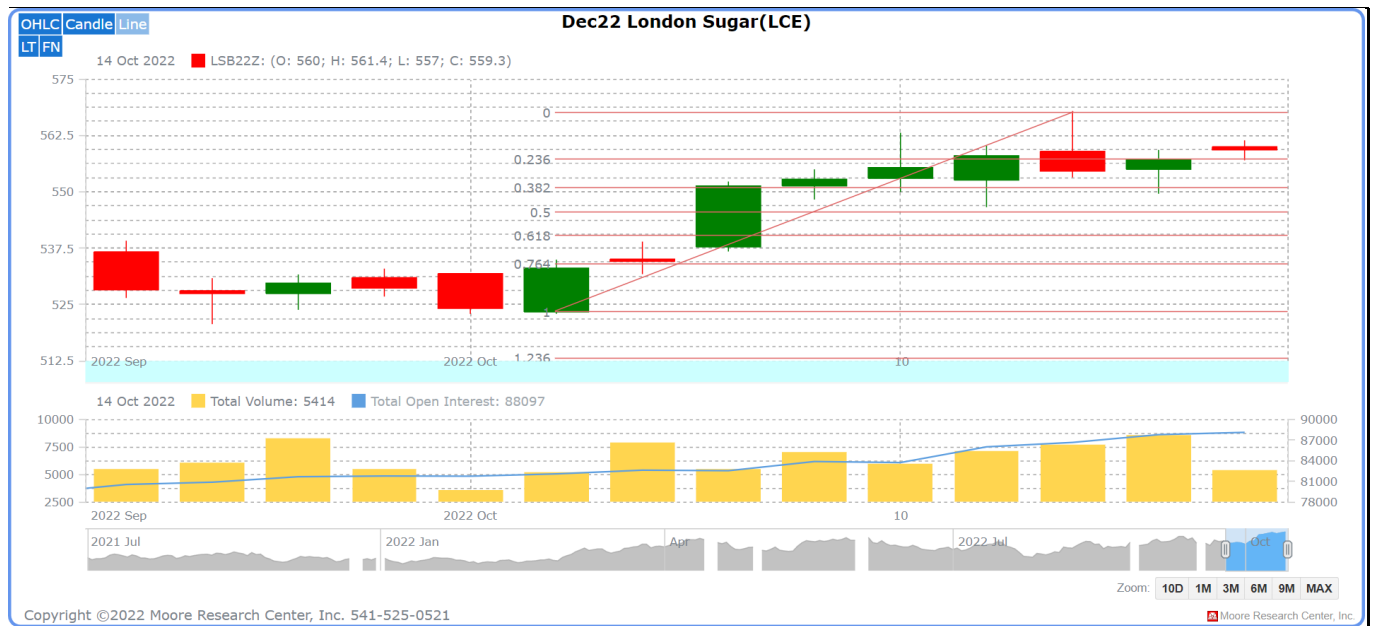 Dec22 London Sugar(LCE)
OHLC Candle Line
LT FN
14 Oct 2022 LSB22Z: (O: 560; H: 561.4; L: 557; C: 559.3)
575
0
562.5
0.236
550
0.382
0.5
0.618
537.5
0.764
525
1
512.5
2022 Sep 2022 Oct 1.236 10
14 Oct 2022 Total Volume: 5414 Total Open Interest: 88097
10000 90000
7500 87000
5000 84000
81000
2500 78000
2022 Sep 2022 Oct 10
2021 Jul 2022 Jan Apr 2022 Jul Oct
Zoom: 10D 1M 3M 6M 9M MAX
Copyright ©2022 Moore Research Center, Inc. 541-525-0521
Moore Research Center, Inc.